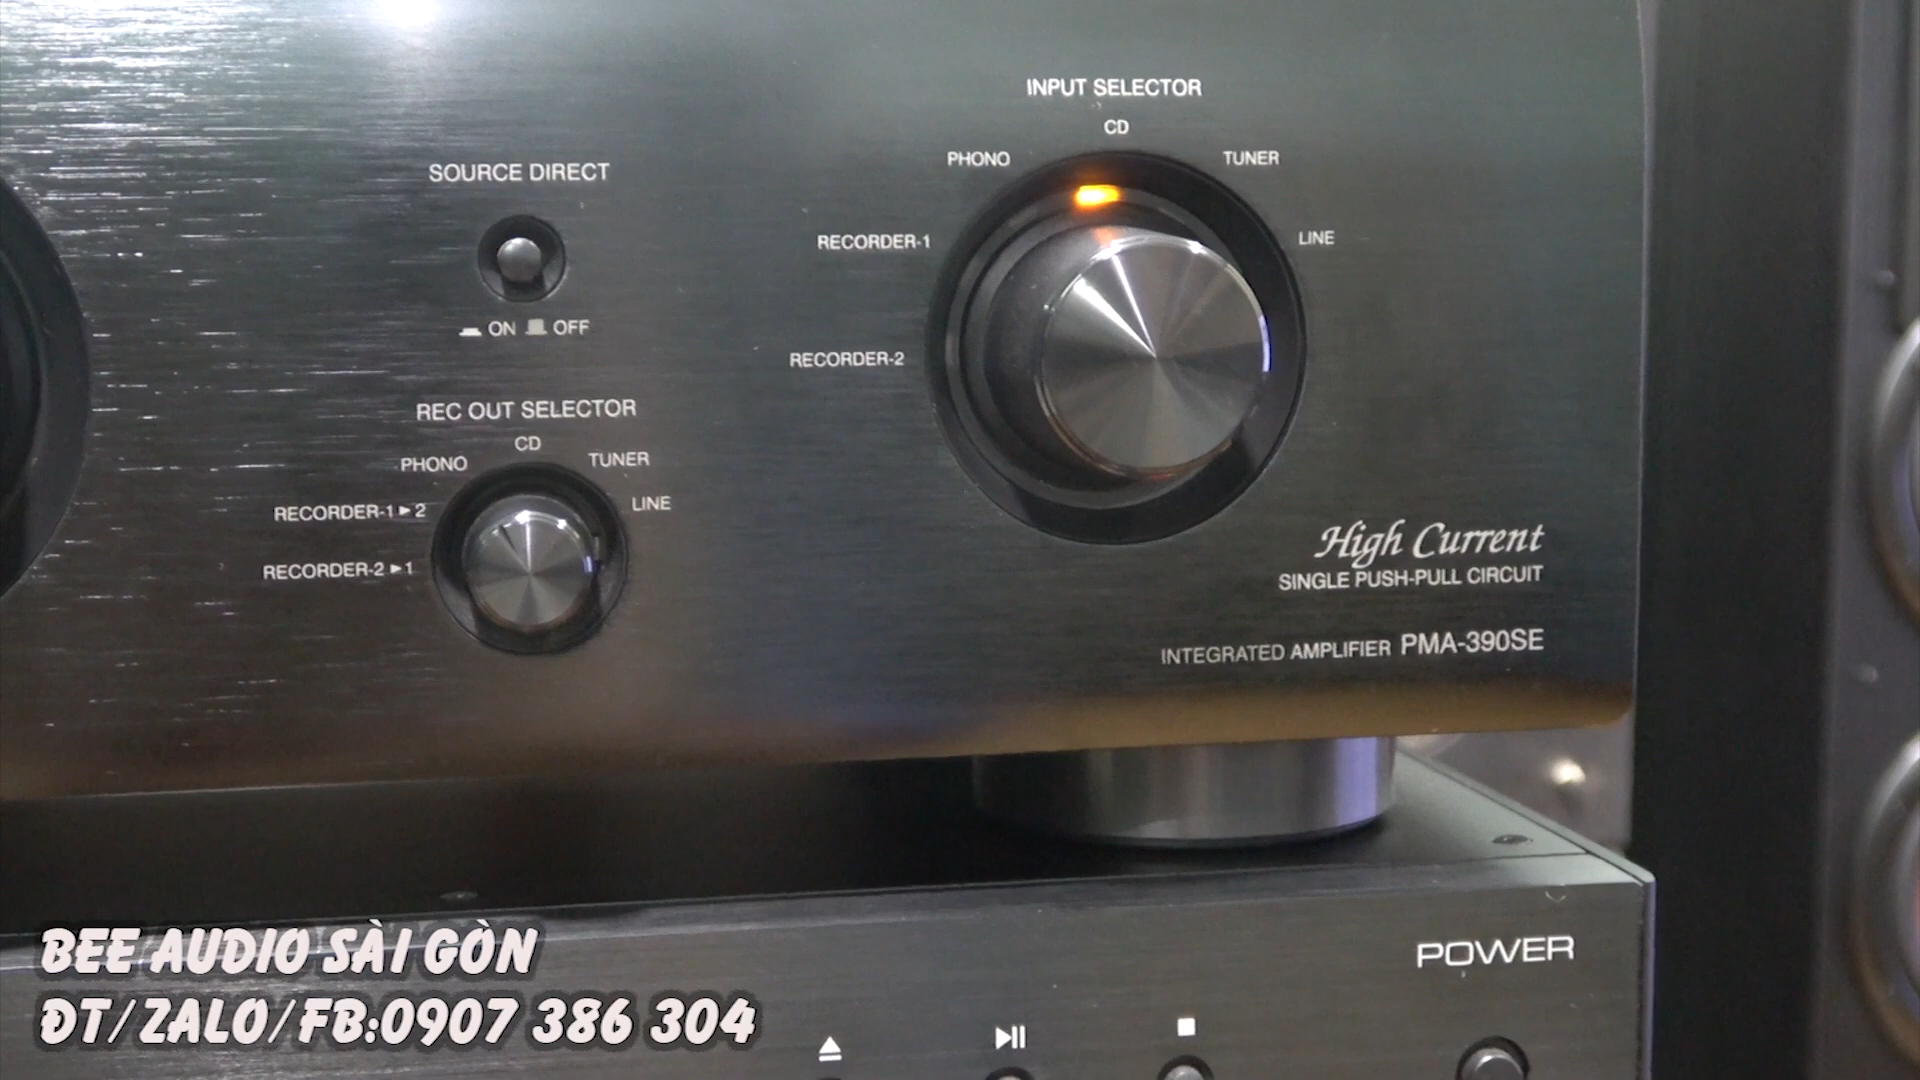 INPUT SELECTOR
CD
PHONO
TUNER
RECORDER-1
LINE
RECORDER-2
SOURCE DIRECT
ON OFF
REC OUT SELECTOR
CD
PHONO
TUNER
RECORDER-1►2
LINE
RECORDER-2►1
High Current
SINGLE PUSH-PULL CIRCUIT
INTEGRATED AMPLIFIER PMA-390SE
POWER
BEE AUDIO SÀI GÒN
ĐT/ZALO/FB:0907 386 304